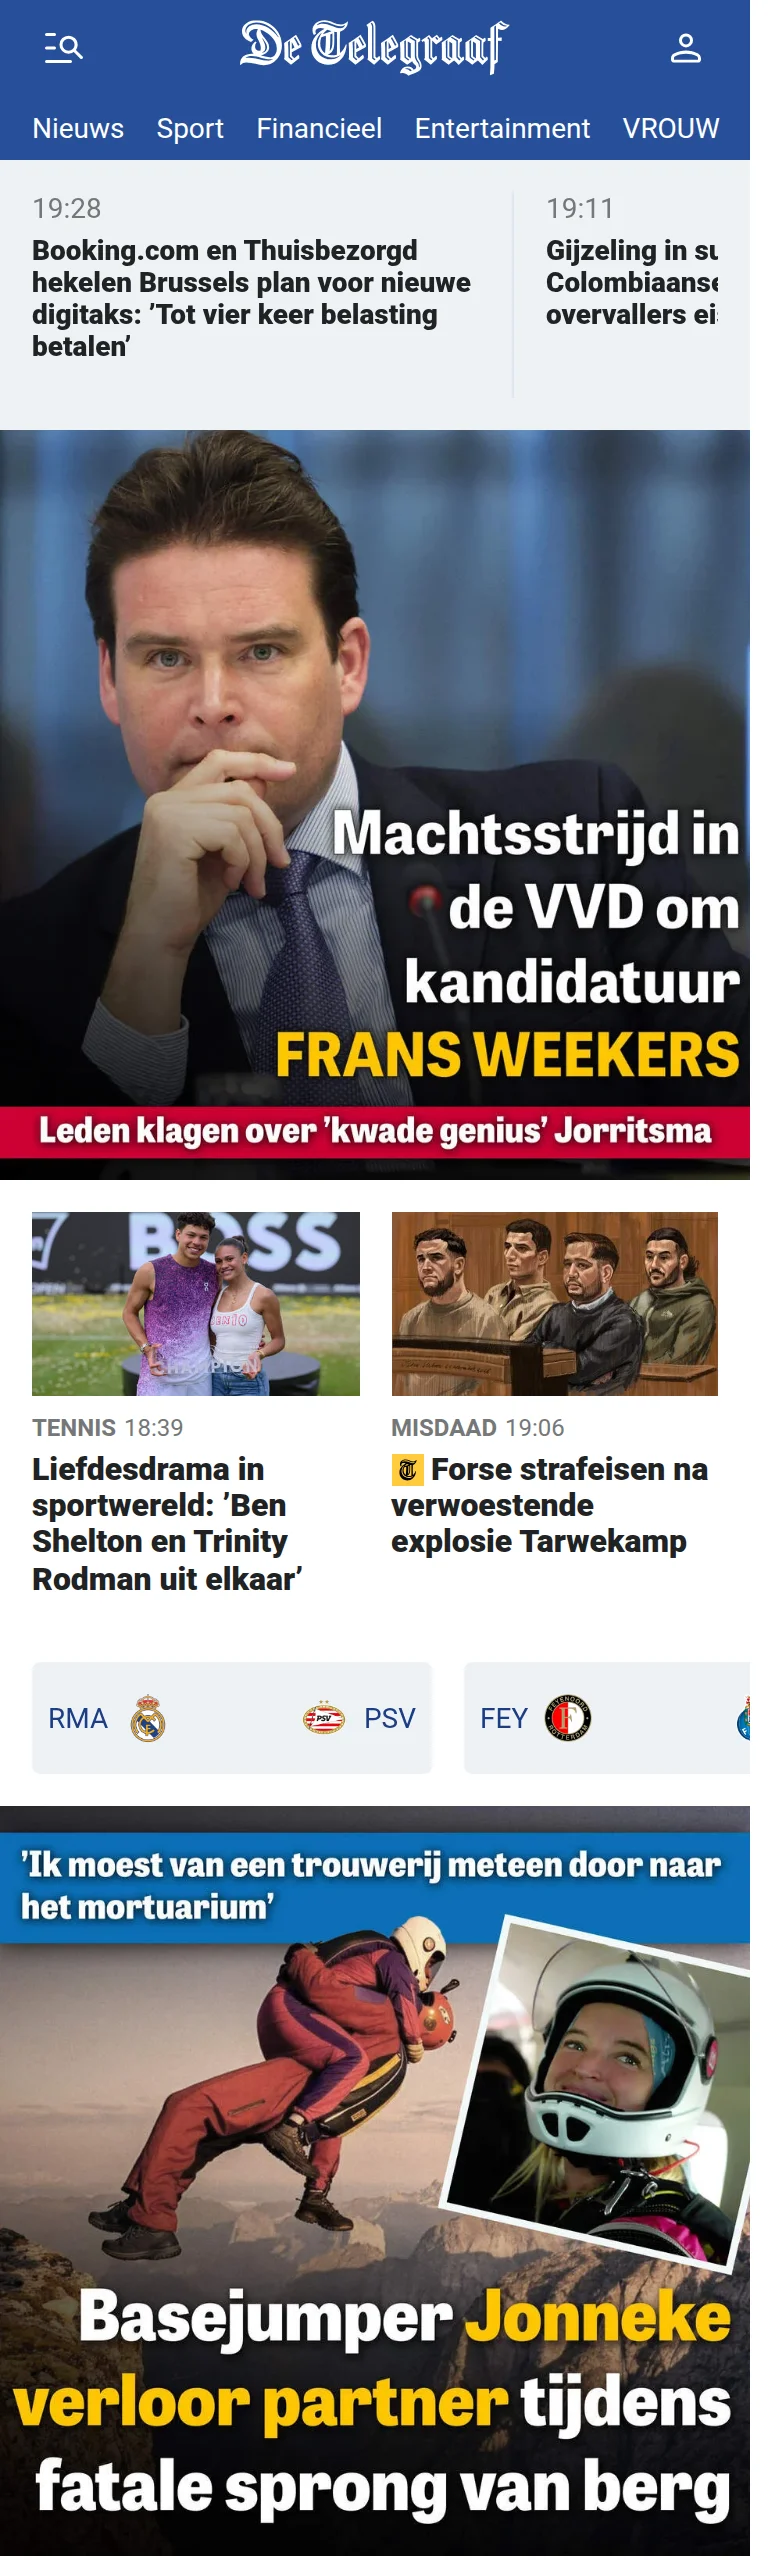 De Telegraaf
Nieuws Sport Financieel Entertainment VROUW
19:28
Booking.com en Thuisbezorgd
hekelen Brussels plan voor nieuwe
digitaks: ’Tot vier keer belasting
betalen’
19:11
Gijzeling in
Colombiaanse
overvallers
Machtsstrijd in
de VVD om
kandidatuur
FRANS WEEKERS
Leden klagen over ’kwade genius’ Jorritsma
BOSS
TENNIS 18:39
Liefdesdrama in
sportwereld: ’Ben
Shelton en Trinity
Rodman uit elkaar’
MISDAAD 19:06
Forse strafeisen na
verwoestende
explosie Tarwekamp
RMA PSV PSV
FEY
’Ik moest van een trouwerij meteen door naar
het mortuarium’
Basejumper Jonneke
verloor partner tijdens
fatale sprong van berg